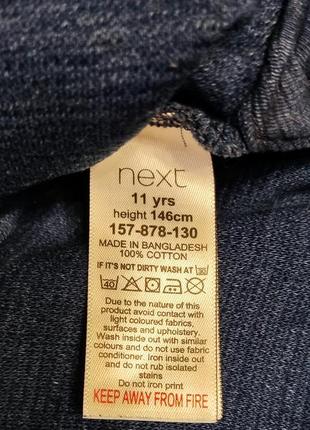 next
11 yrs
height 146cm
157-878-130
MADE IN BANGLADESH
100% COTTON
IF IT'S NOT DIRTY WASH AT 30
40
Due to the nature of this
product avoid contact with
light coloured fabrics,
surfaces and upholstery.
Wash inside out with similar
colours and do not use fabric
conditioner. Iron inside out
and do not rub isolated
stains
Do not iron print
KEEP AWAY FROM FIRE